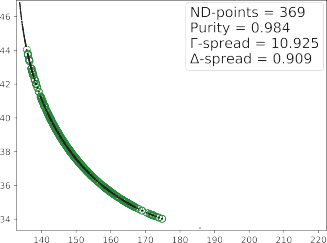 ND-points = 369
Purity = 0.984
Γ-spread = 10.925
Δ-spread = 0.909
46
44
42
40
38
36
34
140 150 160 170 180 190 200 210 220